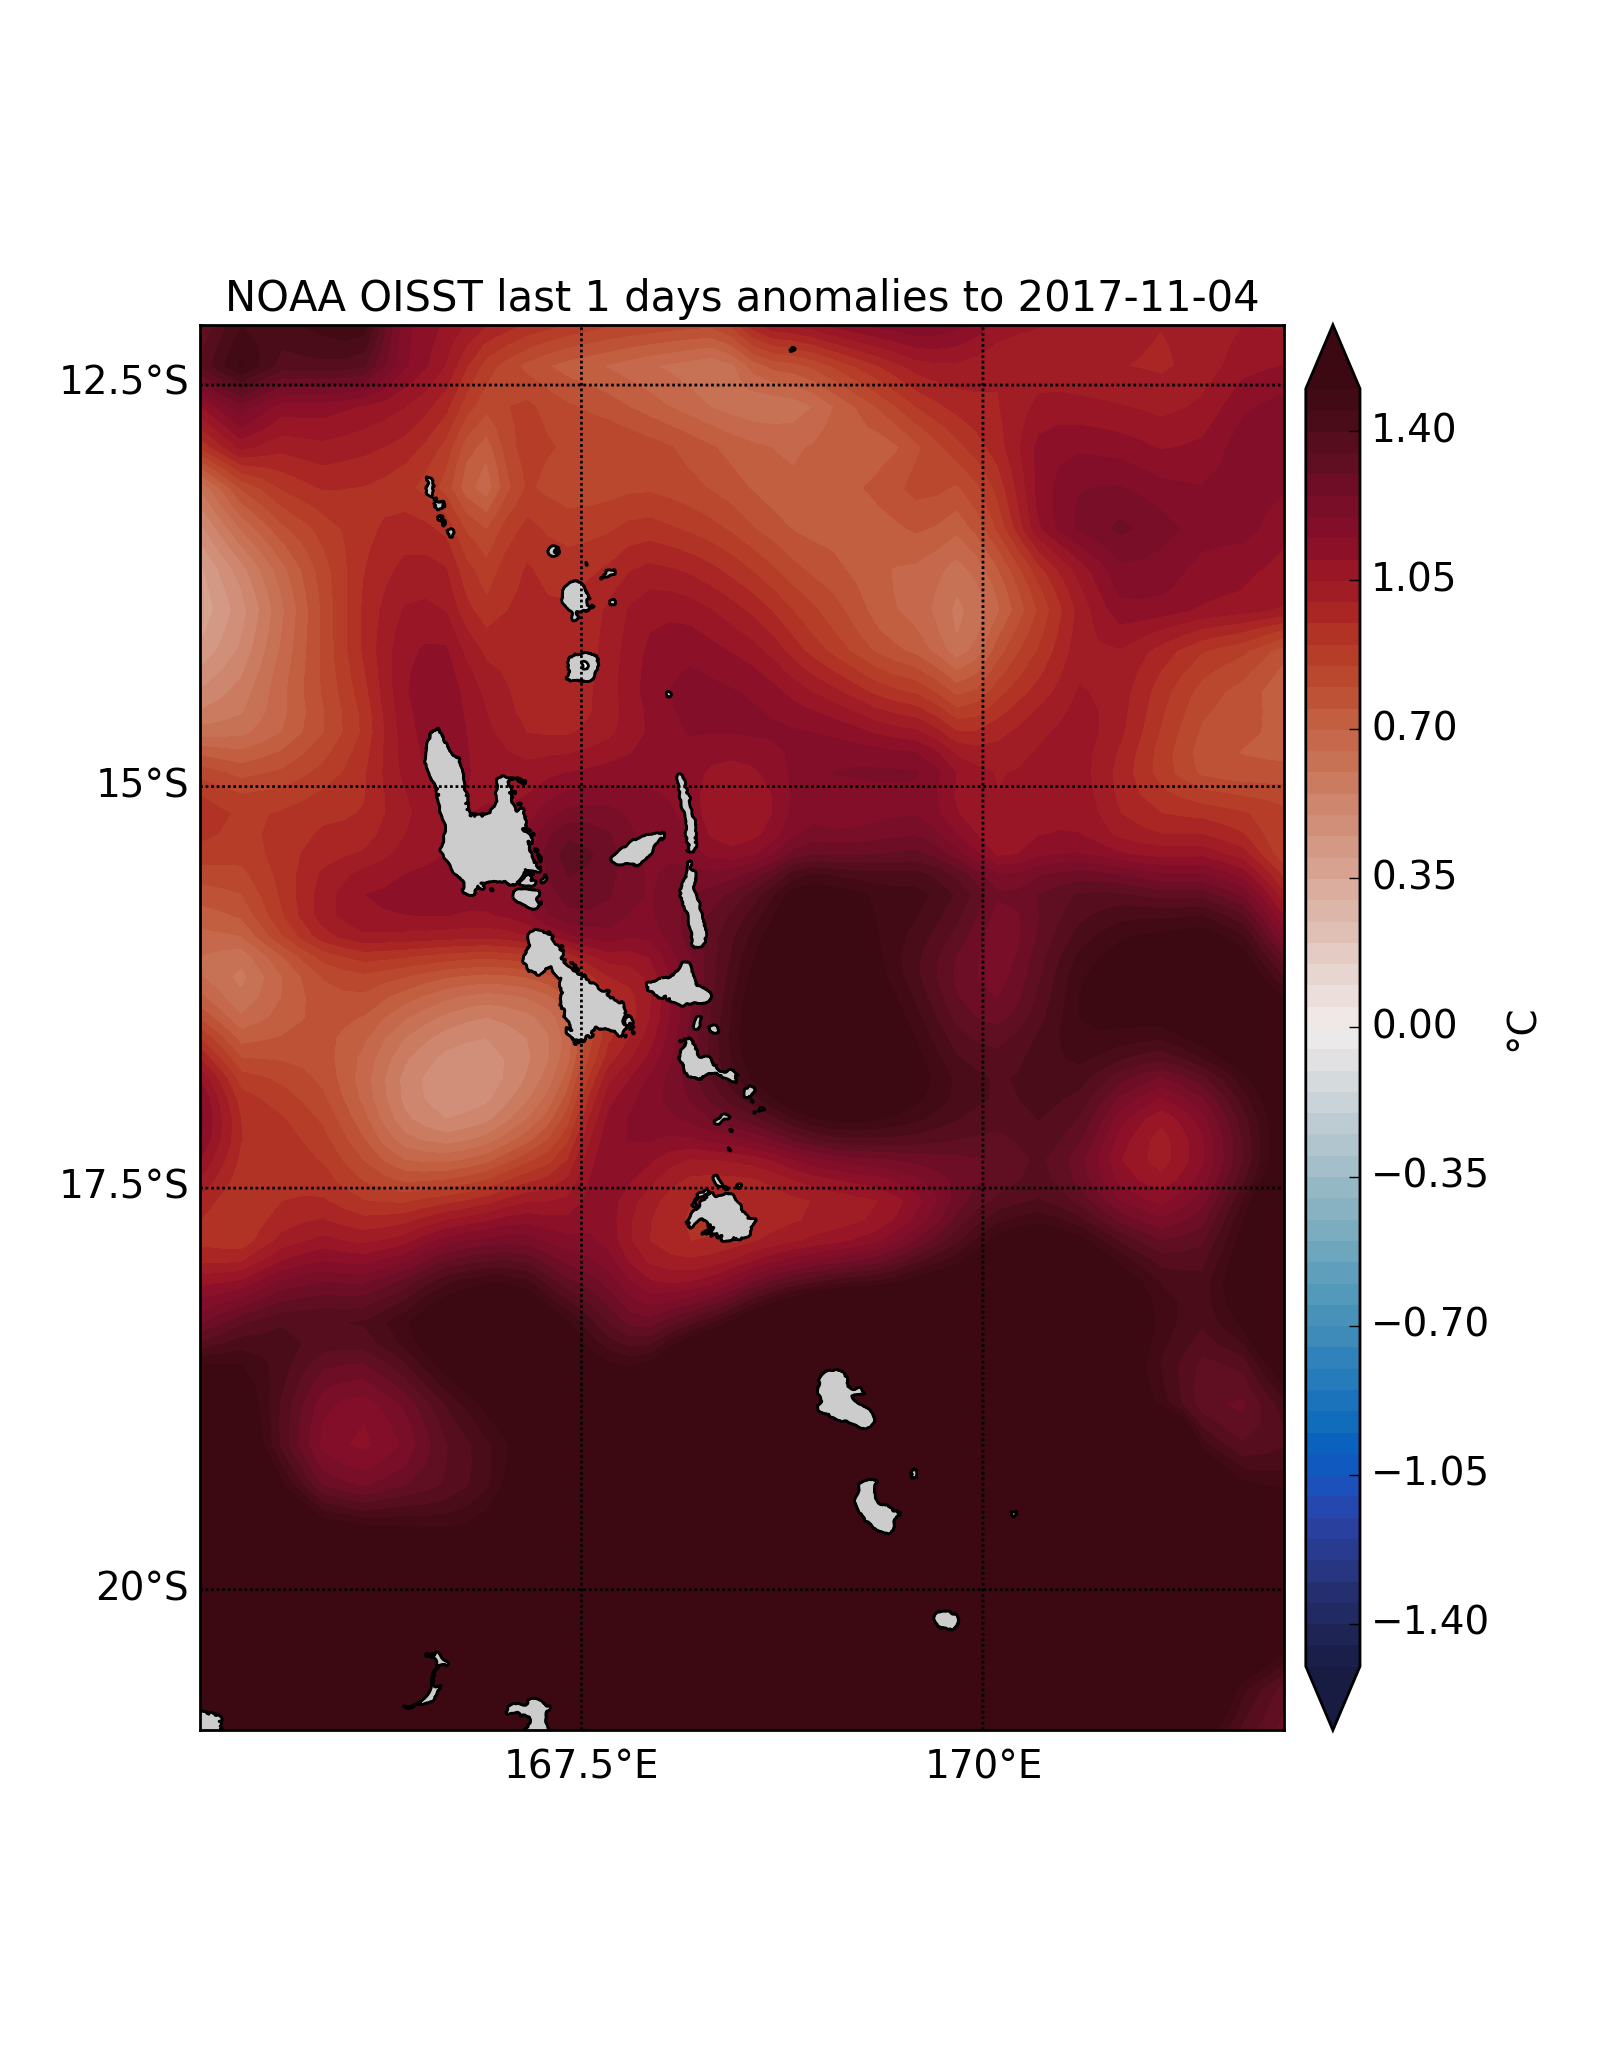 NOAA OISST last 1 days anomalies to 2017-11-04
12.5°S
15°S
17.5°S
20°S
167.5°E
170°E
1.40
1.05
0.70
0.35
0.00
−0.35
−0.70
−1.05
−1.40
°C